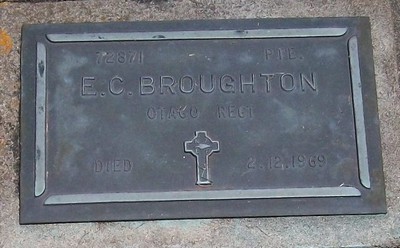 72871 PTE.
E.C. BROUGHTON
OTAGO REGT
DIED 2.12.1969